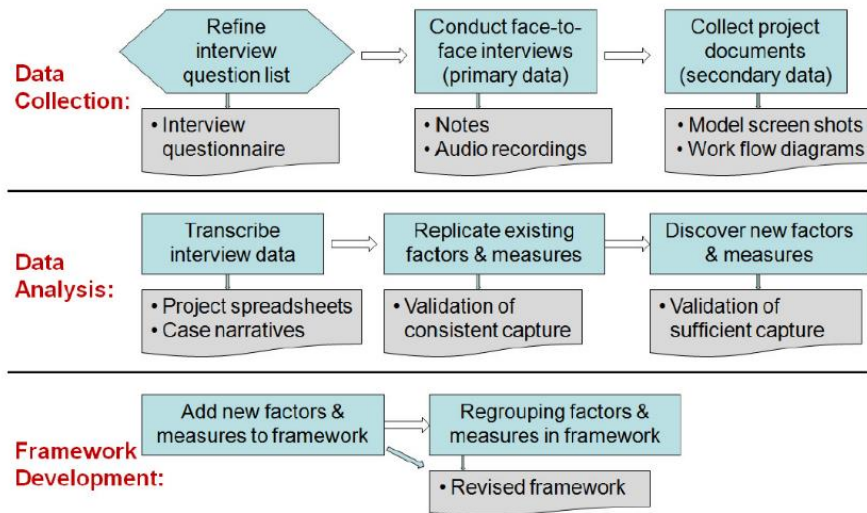 Data
Collection:
Refine
interview
question list
Conduct face-to-
face interviews
(primary data)
Collect project
documents
(secondary data)
• Interview
questionnaire
• Notes
• Audio recordings
• Model screen shots
• Work flow diagrams
Data
Analysis:
Transcribe
interview data
Replicate existing
factors & measures
Discover new factors
& measures
• Project spreadsheets
• Case narratives
• Validation of
consistent capture
• Validation of
sufficient capture
Framework
Development:
Add new factors &
measures to framework
Regrouping factors &
measures in framework
• Revised framework